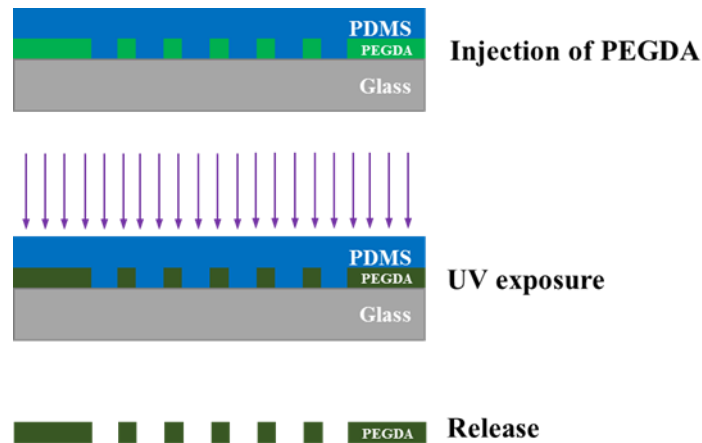 PDMS
PEGDA
Injection of PEGDA
Glass
PDMS
PEGDA
UV exposure
Glass
PEGDA
Release